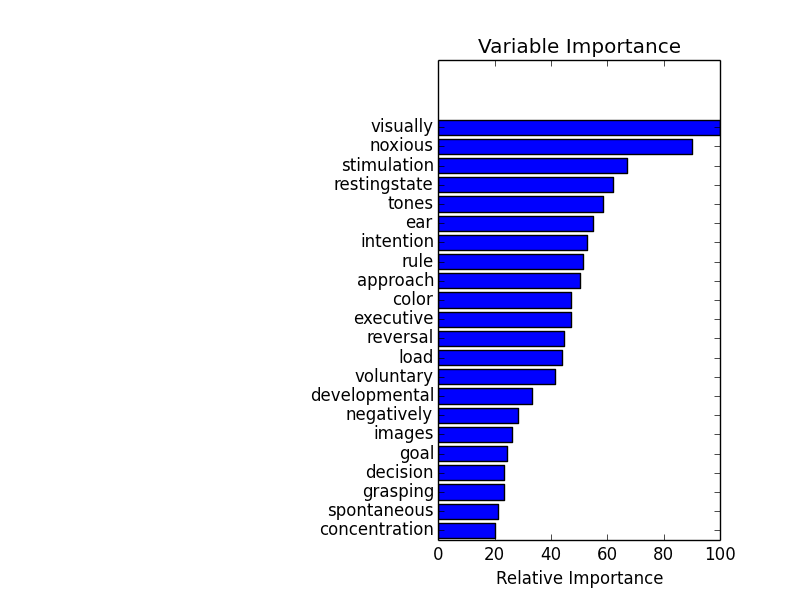 Variable Importance
visually
noxious
stimulation
restingstate
tones
ear
intention
rule
approach
color
executive
reversal
load
voluntary
developmental
negatively
images
goal
decision
grasping
spontaneous
concentration
0 20 40 60 80 100
Relative Importance